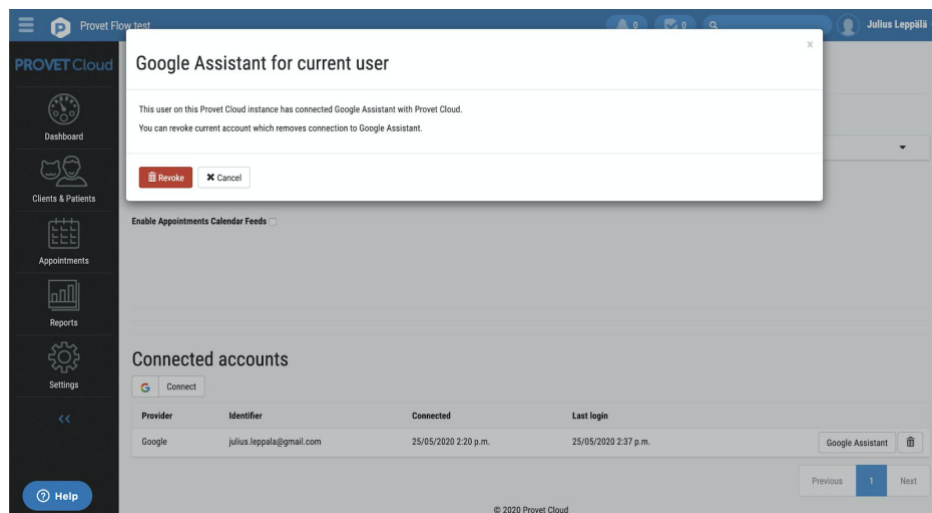 Provet Flow test
0
0
Julius Leppälä
PROVET Cloud
Dashboard
Clients & Patients
Appointments
Reports
Settings
<<
Help
Google Assistant for current user
×
This user on this Provet Cloud instance has connected Google Assistant with Provet Cloud.
You can revoke current account which removes connection to Google Assistant.
Revoke
Cancel
Enable Appointments Calendar Feeds
Connected accounts
G Connect
Provider Identifier Connected Last login
Google julius.leppala@gmail.com 25/05/2020 2:20 p.m. 25/05/2020 2:37 p.m. Google Assistant
Previous 1 Next
© 2020 Provet Cloud